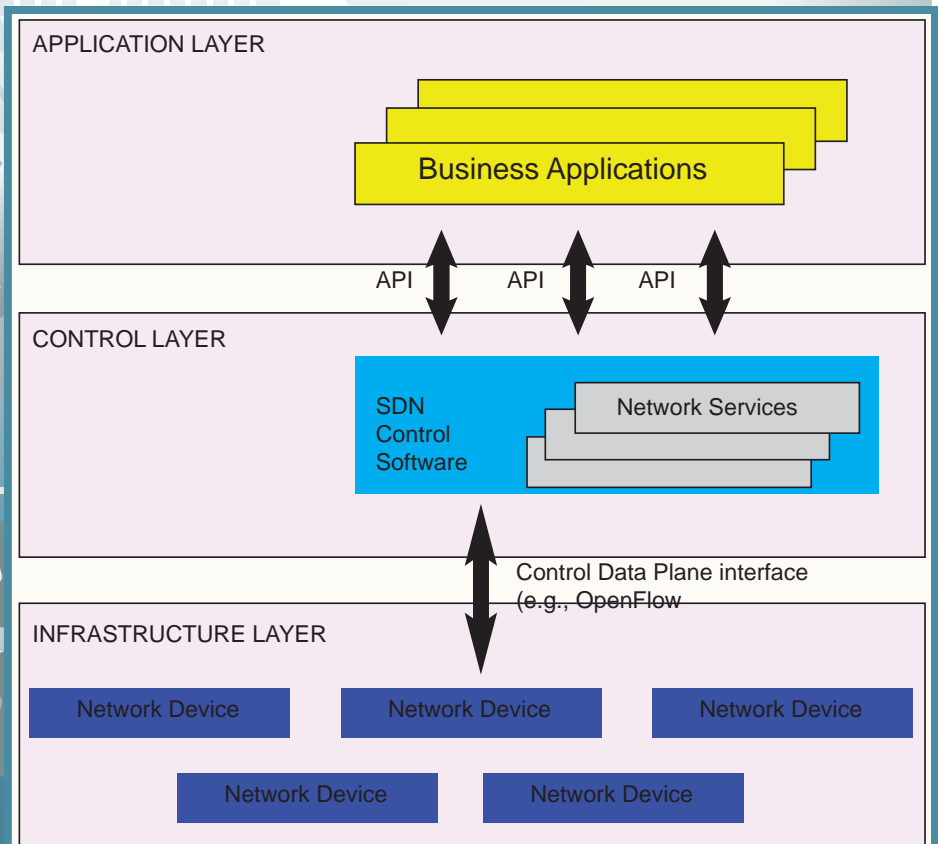 APPLICATION LAYER
Business Applications
API API API
CONTROL LAYER
SDN
Control
Software
Network Services
Control Data Plane interface
(e.g., OpenFlow
INFRASTRUCTURE LAYER
Network Device Network Device Network Device
Network Device Network Device